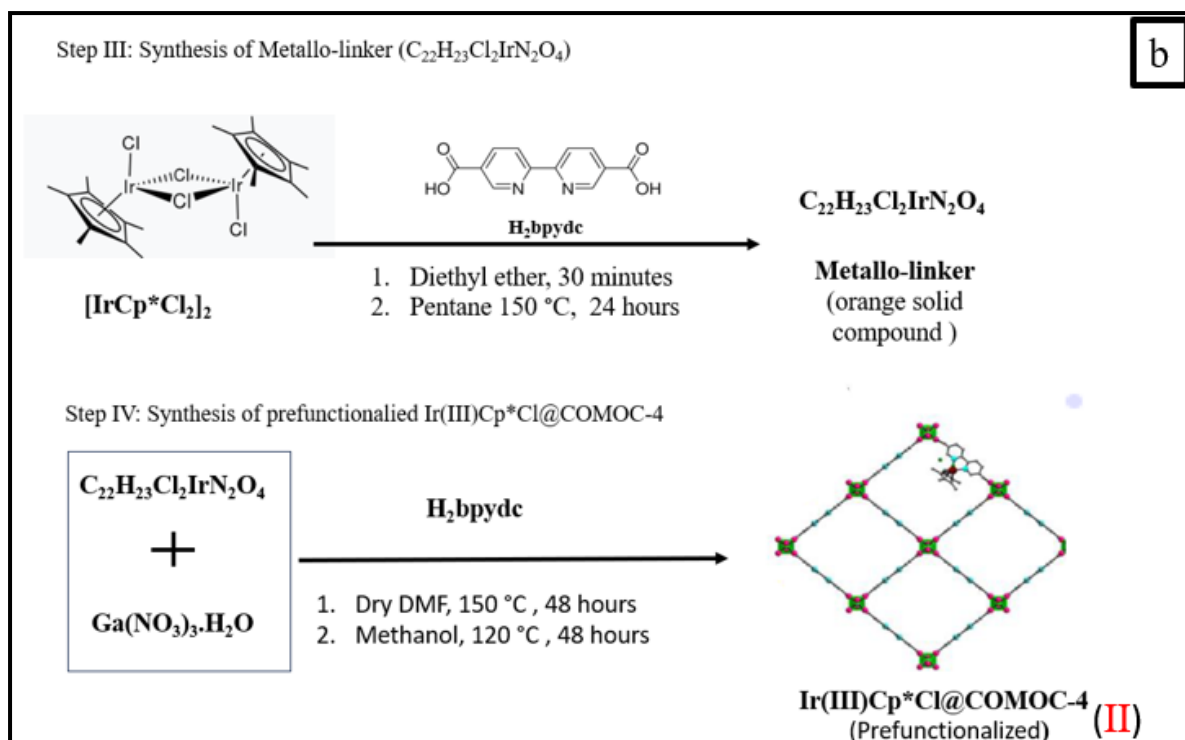 Step III: Synthesis of Metallo-linker (C₂₂H₂₃Cl₂IrN₂O₄)
b
Cl
Ir
Cl
Cl
Ir
Cl
O
HO
N
N
O
OH
H₂bpydc
1. Diethyl ether, 30 minutes
2. Pentane 150 °C, 24 hours
[IrCp*Cl₂]₂
C₂₂H₂₃Cl₂IrN₂O₄
Metallo-linker
(orange solid
compound )
Step IV: Synthesis of prefunctionalied Ir(III)Cp*Cl@COMOC-4
C₂₂H₂₃Cl₂IrN₂O₄
+
Ga(NO₃)₃.H₂O
H₂bpydc
1. Dry DMF, 150 °C , 48 hours
2. Methanol, 120 °C , 48 hours
Ir(III)Cp*Cl@COMOC-4 (II)
(Prefunctionalized)